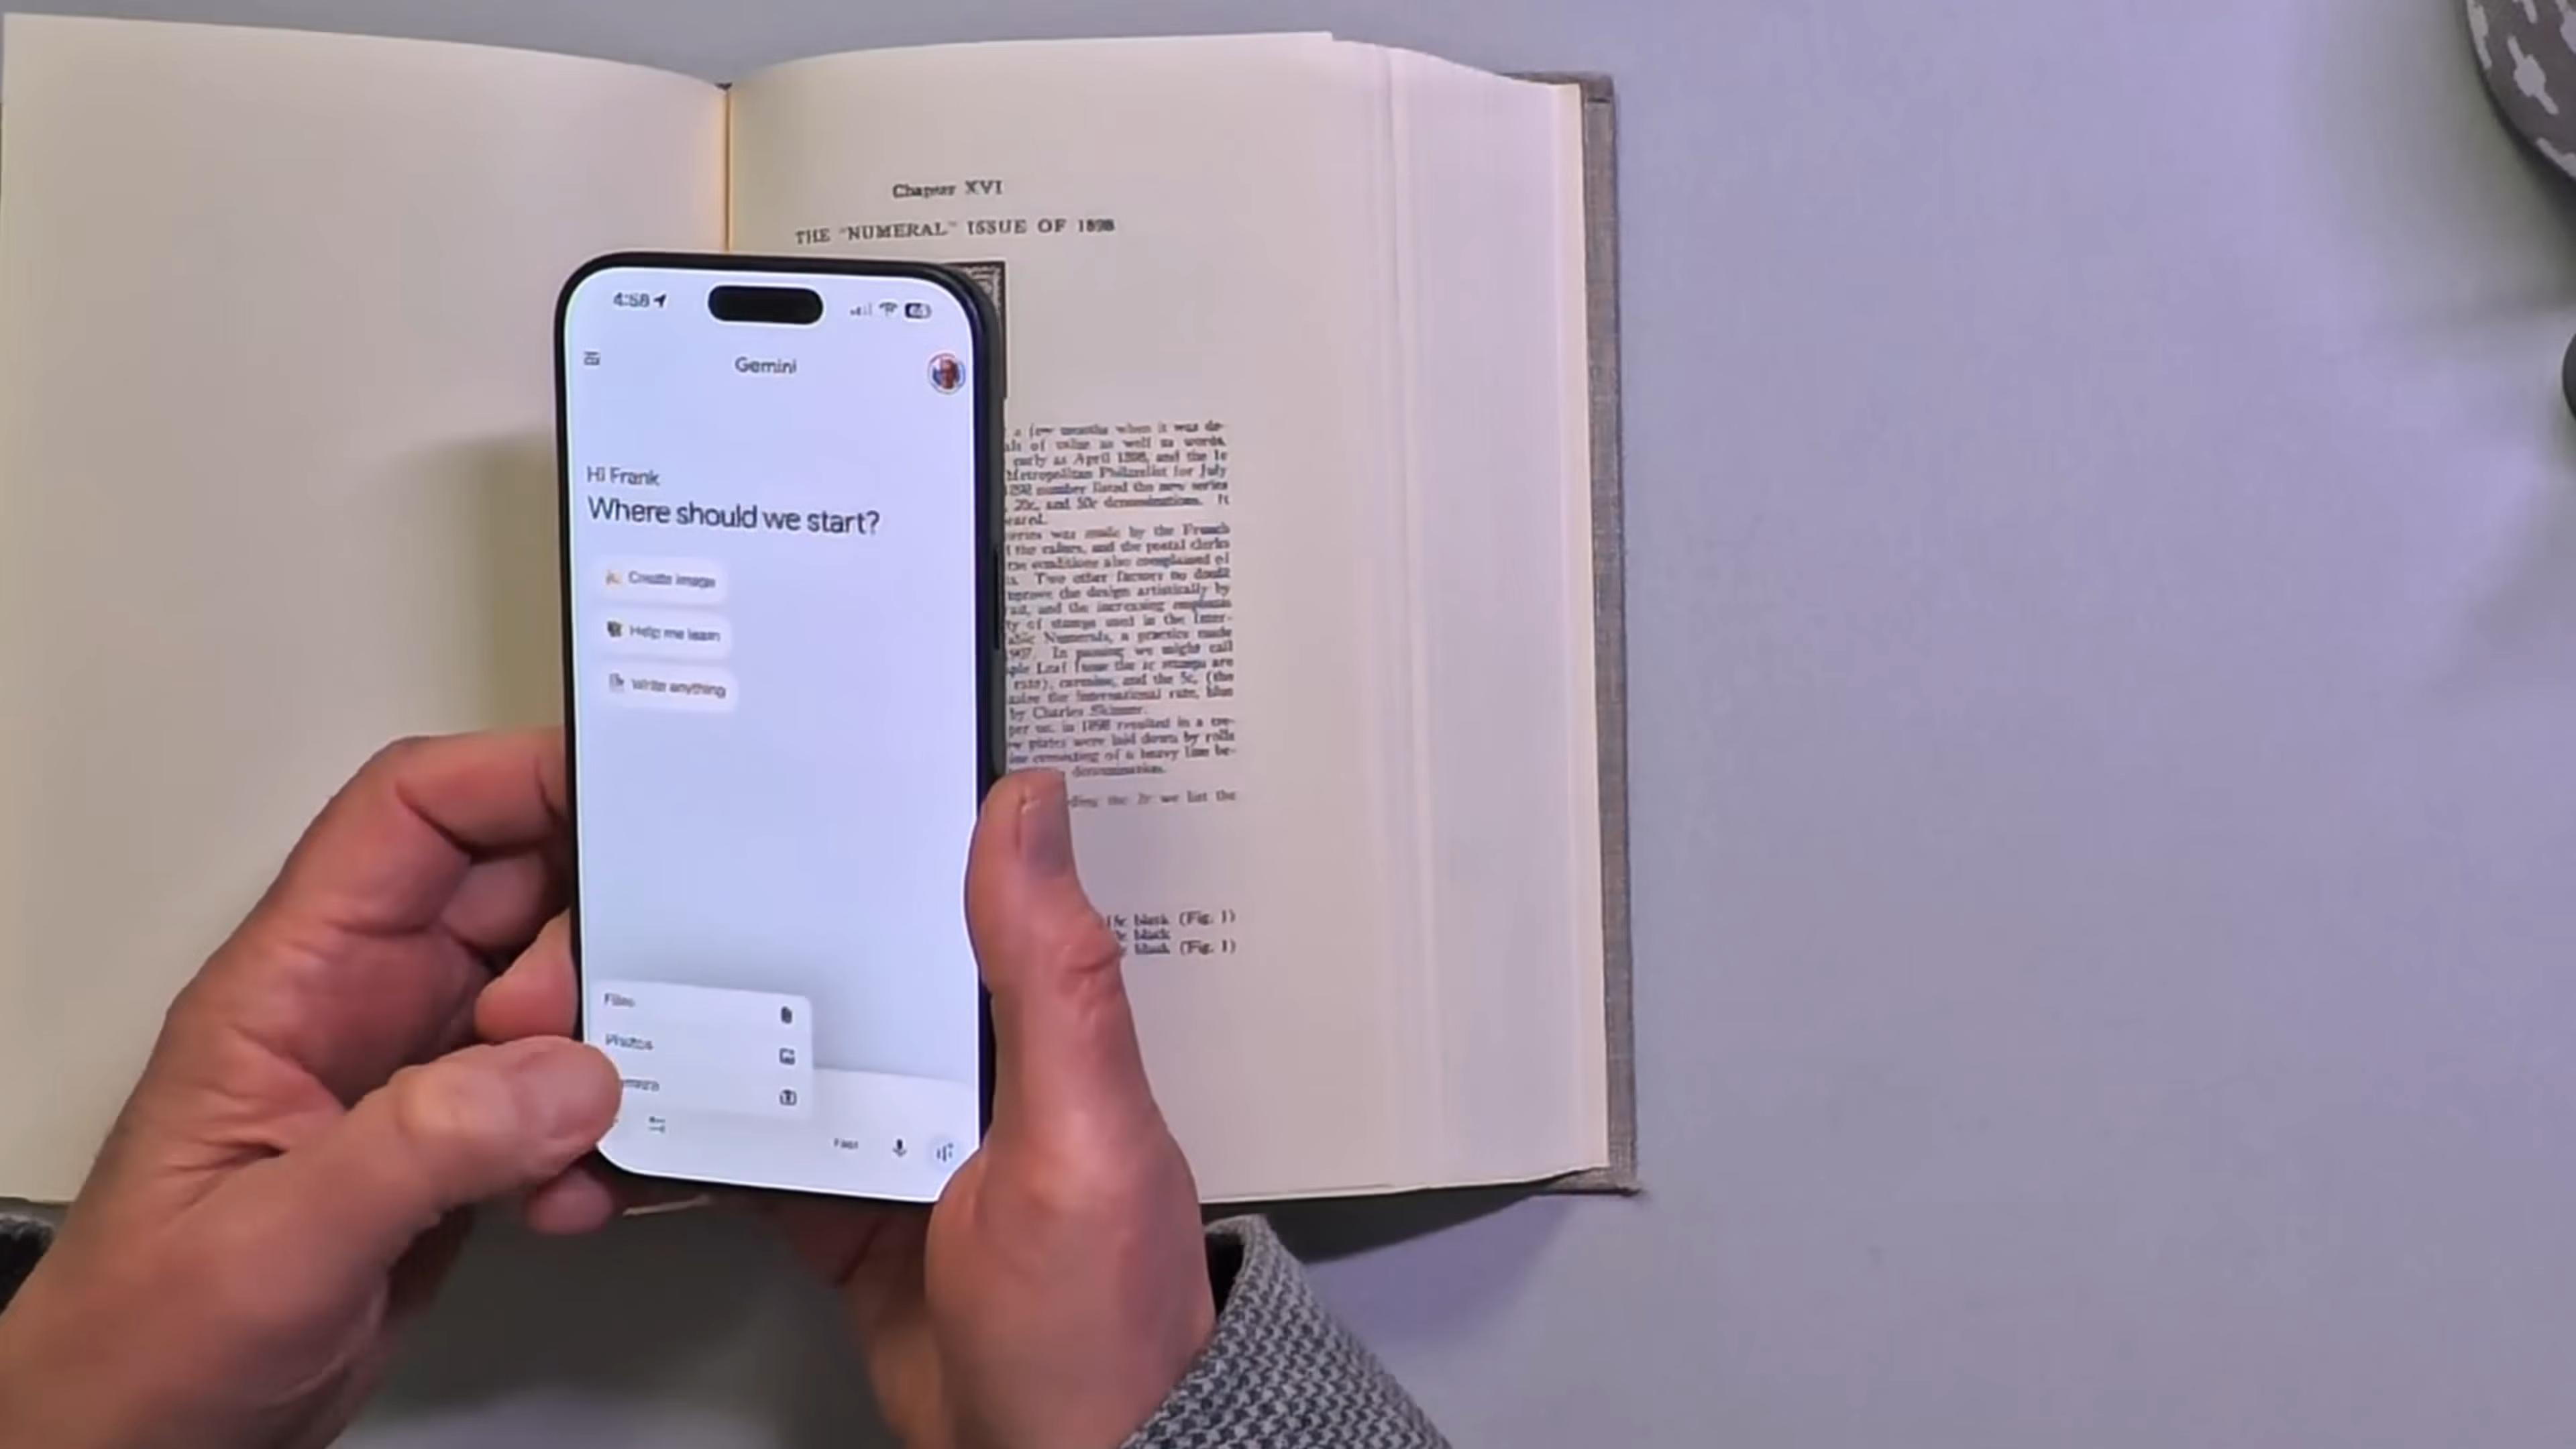 Chapter XVI
THE "NUMERAL" ISSUE OF 1898
4:58
Gemini
Hi Frank
Where should we start?
Create image
Help me learn
Write anything
Files
Photos
Fast
a few months when it was de-
of value as well as words,
early as April 1898, and the 1c
Metropolitan Philatelist for July
1898 number listed the new series
20c, and 50c denominations. It
series was made by the French
the colors, and the postal clerks
conditions also complained of
Two other factors no doubt
improve the design artistically by
and the increasing emphasis
of stamps used in the Inter-
Numerals, a practice made
In passing we might call
Leaf issue the 2c stamps are
rate), carmine, and the 5c, (the
the international rate, blue
by Charles Skinner.
in 1898 resulted in a
plates were laid down by rolls
consisting of a heavy line be-
denomination.
the 2c we list the
black (Fig. 1)
black
black (Fig. 1)